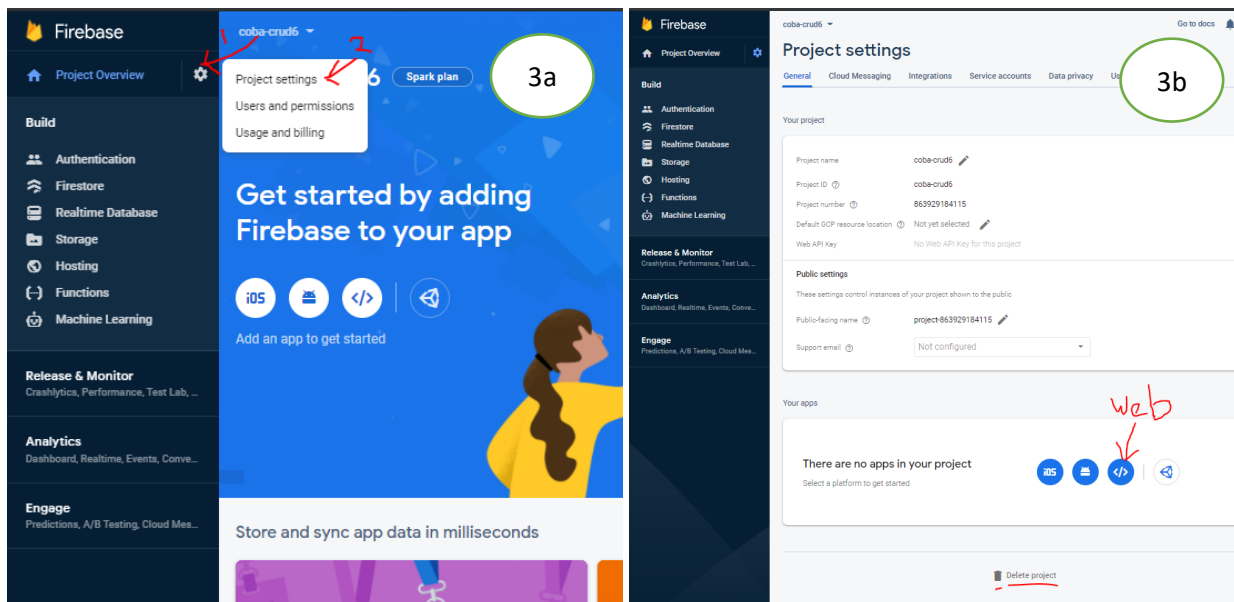 Firebase
Project Overview
Build
Authentication
Firestore
Realtime Database
Storage
Hosting
Functions
Machine Learning
Release & Monitor
Crashlytics, Performance, Test Lab, ...
Analytics
Dashboard, Realtime, Events, Conve...
Engage
Predictions, A/B Testing, Cloud Mes...
coba-crud6
1
2
3a
6 Spark plan
Project settings
Users and permissions
Usage and billing
Get started by adding
Firebase to your app
iOS
Add an app to get started
Store and sync app data in milliseconds
Firebase
Project Overview
Build
Authentication
Firestore
Realtime Database
Storage
Hosting
Functions
Machine Learning
Release & Monitor
Crashlytics, Performance, Test Lab, ...
Analytics
Dashboard, Realtime, Events, Conve...
Engage
Predictions, A/B Testing, Cloud Mes...
coba-crud6
Go to docs
Project settings
3b
General Cloud Messaging Integrations Service accounts Data privacy Us
Your project
Project name coba-crud6
Project ID coba-crud6
Project number 863929184115
Default GCP resource location Not yet selected
Web API Key No Web API Key for this project
Public settings
These settings control instances of your project shown to the public
Public-facing name project-863929184115
Support email Not configured
Your apps
Web
There are no apps in your project
Select a platform to get started
iOS
Delete project